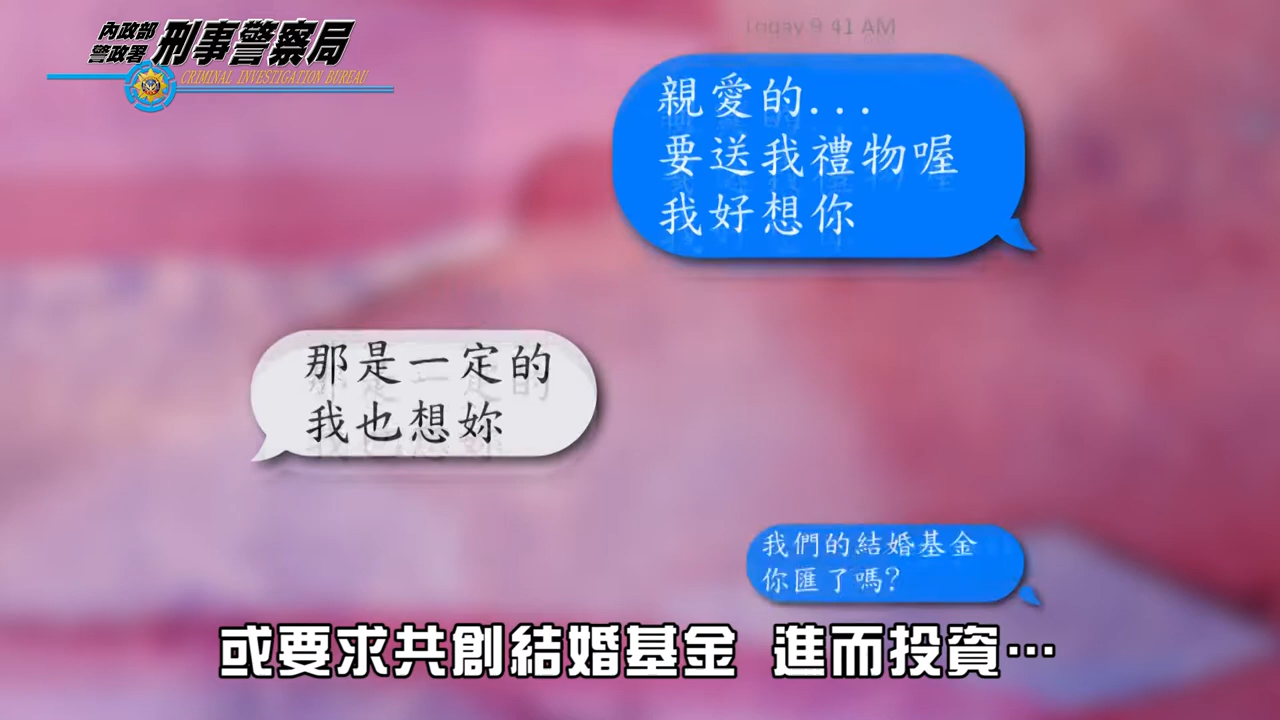 內政部
警政署
刑事警察局
CRIMINAL INVESTIGATION BUREAU
Today 9:41 AM
親愛的...
要送我禮物喔
我好想你
那是一定的
我也想妳
我們的結婚基金
你匯了嗎?
或要求共創結婚基金 進而投資…